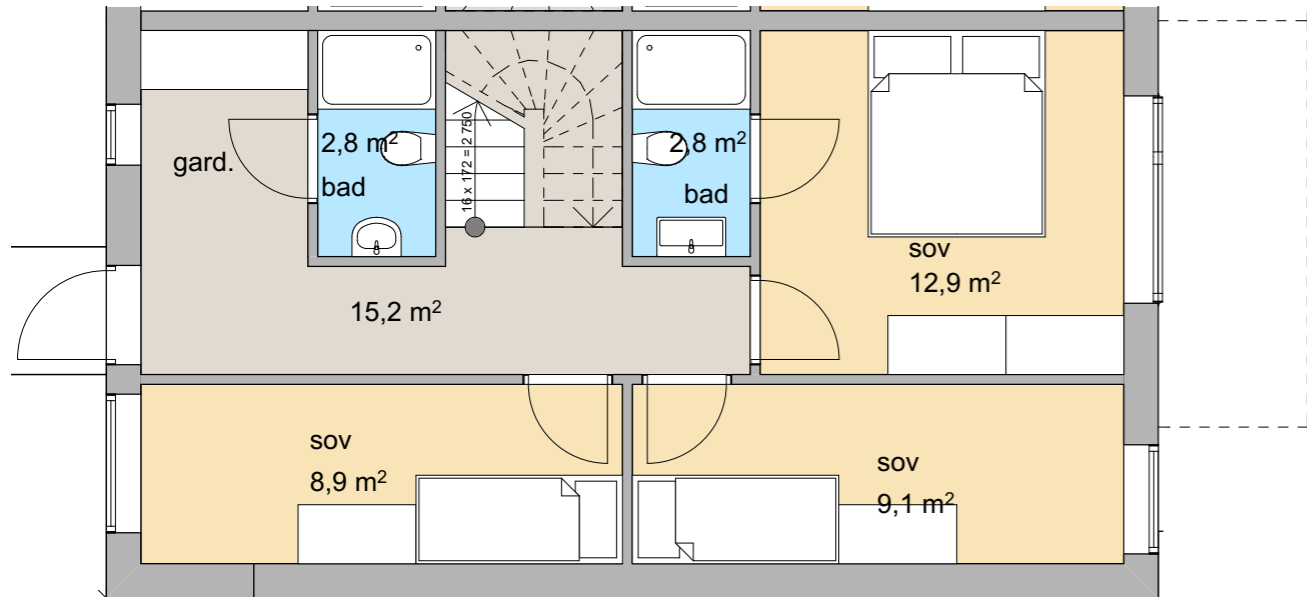 gard.
2,8 m²
bad
16 x 172 = 2 750
2,8 m²
bad
sov
12,9 m²
15,2 m²
sov
8,9 m²
sov
9,1 m²